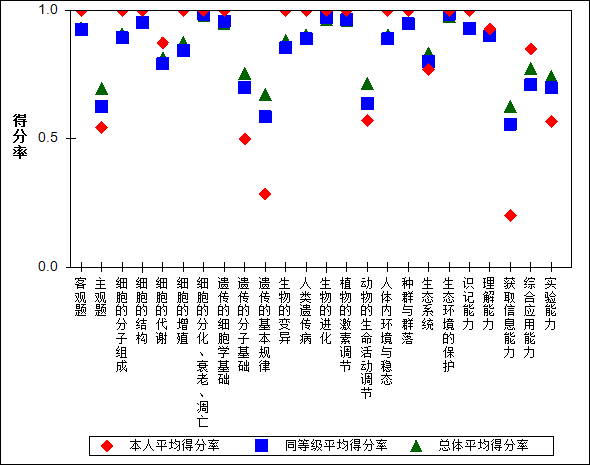 1.0
0.5
0.0
得分率
客观题
主观题
细胞的分子组成
细胞的结构
细胞的代谢
细胞的增殖
细胞的分化、衰老、凋亡
遗传的细胞学基础
遗传的分子基础
遗传的基本规律
生物的变异
人类遗传病
生物的进化
植物的激素调节
动物的生命活动调节
人体内环境与稳态
种群与群落
生态系统
生态环境的保护
识记能力
理解能力
获取信息能力
综合应用能力
实验能力
本人平均得分率 同等级平均得分率 总体平均得分率